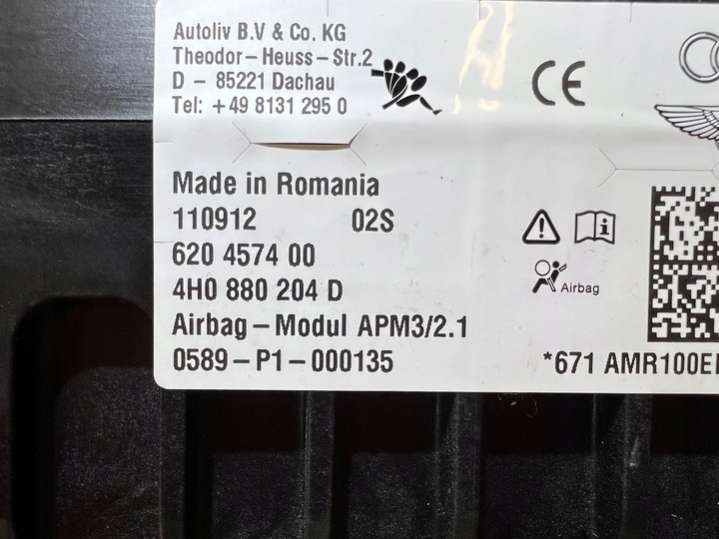 Autoliv B.V & Co. KG
Theodor-Heuss-Str.2
D - 85221 Dachau
Tel: +49 8131 295 0
CE
Made in Romania
110912 02S
620 4574 00
4H0 880 204 D
Airbag-Modul APM3/2.1
0589-P1-000135
Airbag
*671 AMR100E